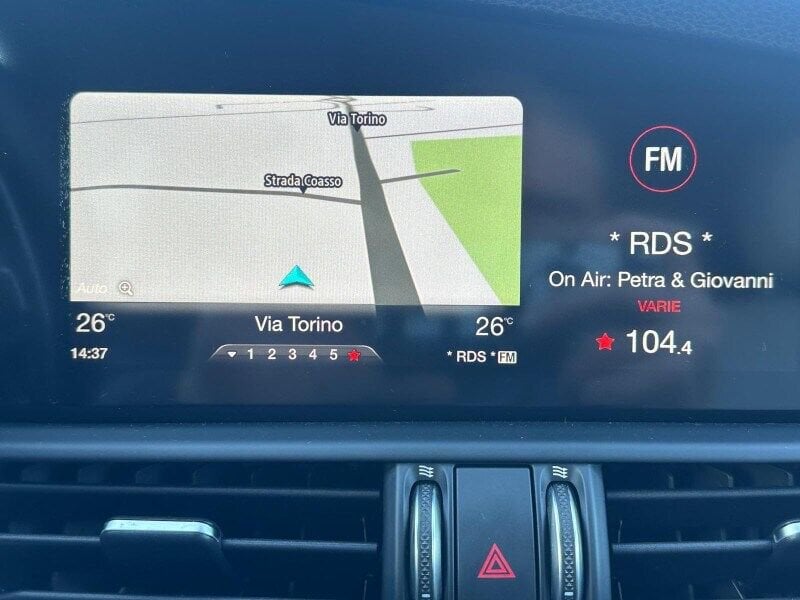 Via Torino
Strada Coasso
Auto
26°C
Via Torino
26°C
14:37
1 2 3 4 5
* RDS * FM
FM
* RDS *
On Air: Petra & Giovanni
VARIE
104.4